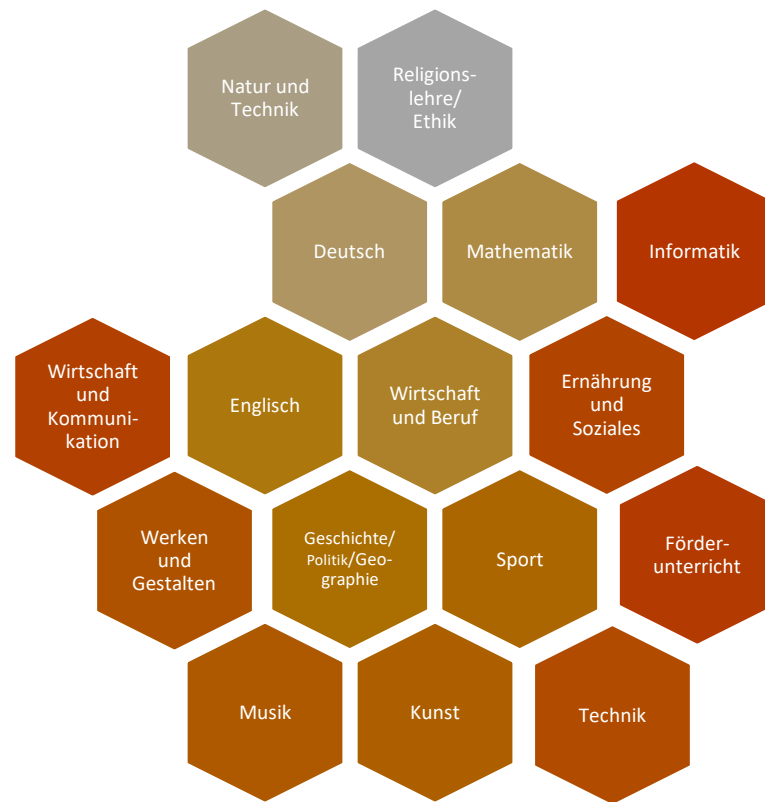 Natur und
Technik
Religions-
lehre/
Ethik
Deutsch
Mathematik
Informatik
Wirtschaft
und
Kommuni-
kation
Englisch
Wirtschaft
und Beruf
Ernährung
und
Soziales
Werken
und
Gestalten
Geschichte/
Politik/Geo-
graphie
Sport
Förder-
unterricht
Musik
Kunst
Technik